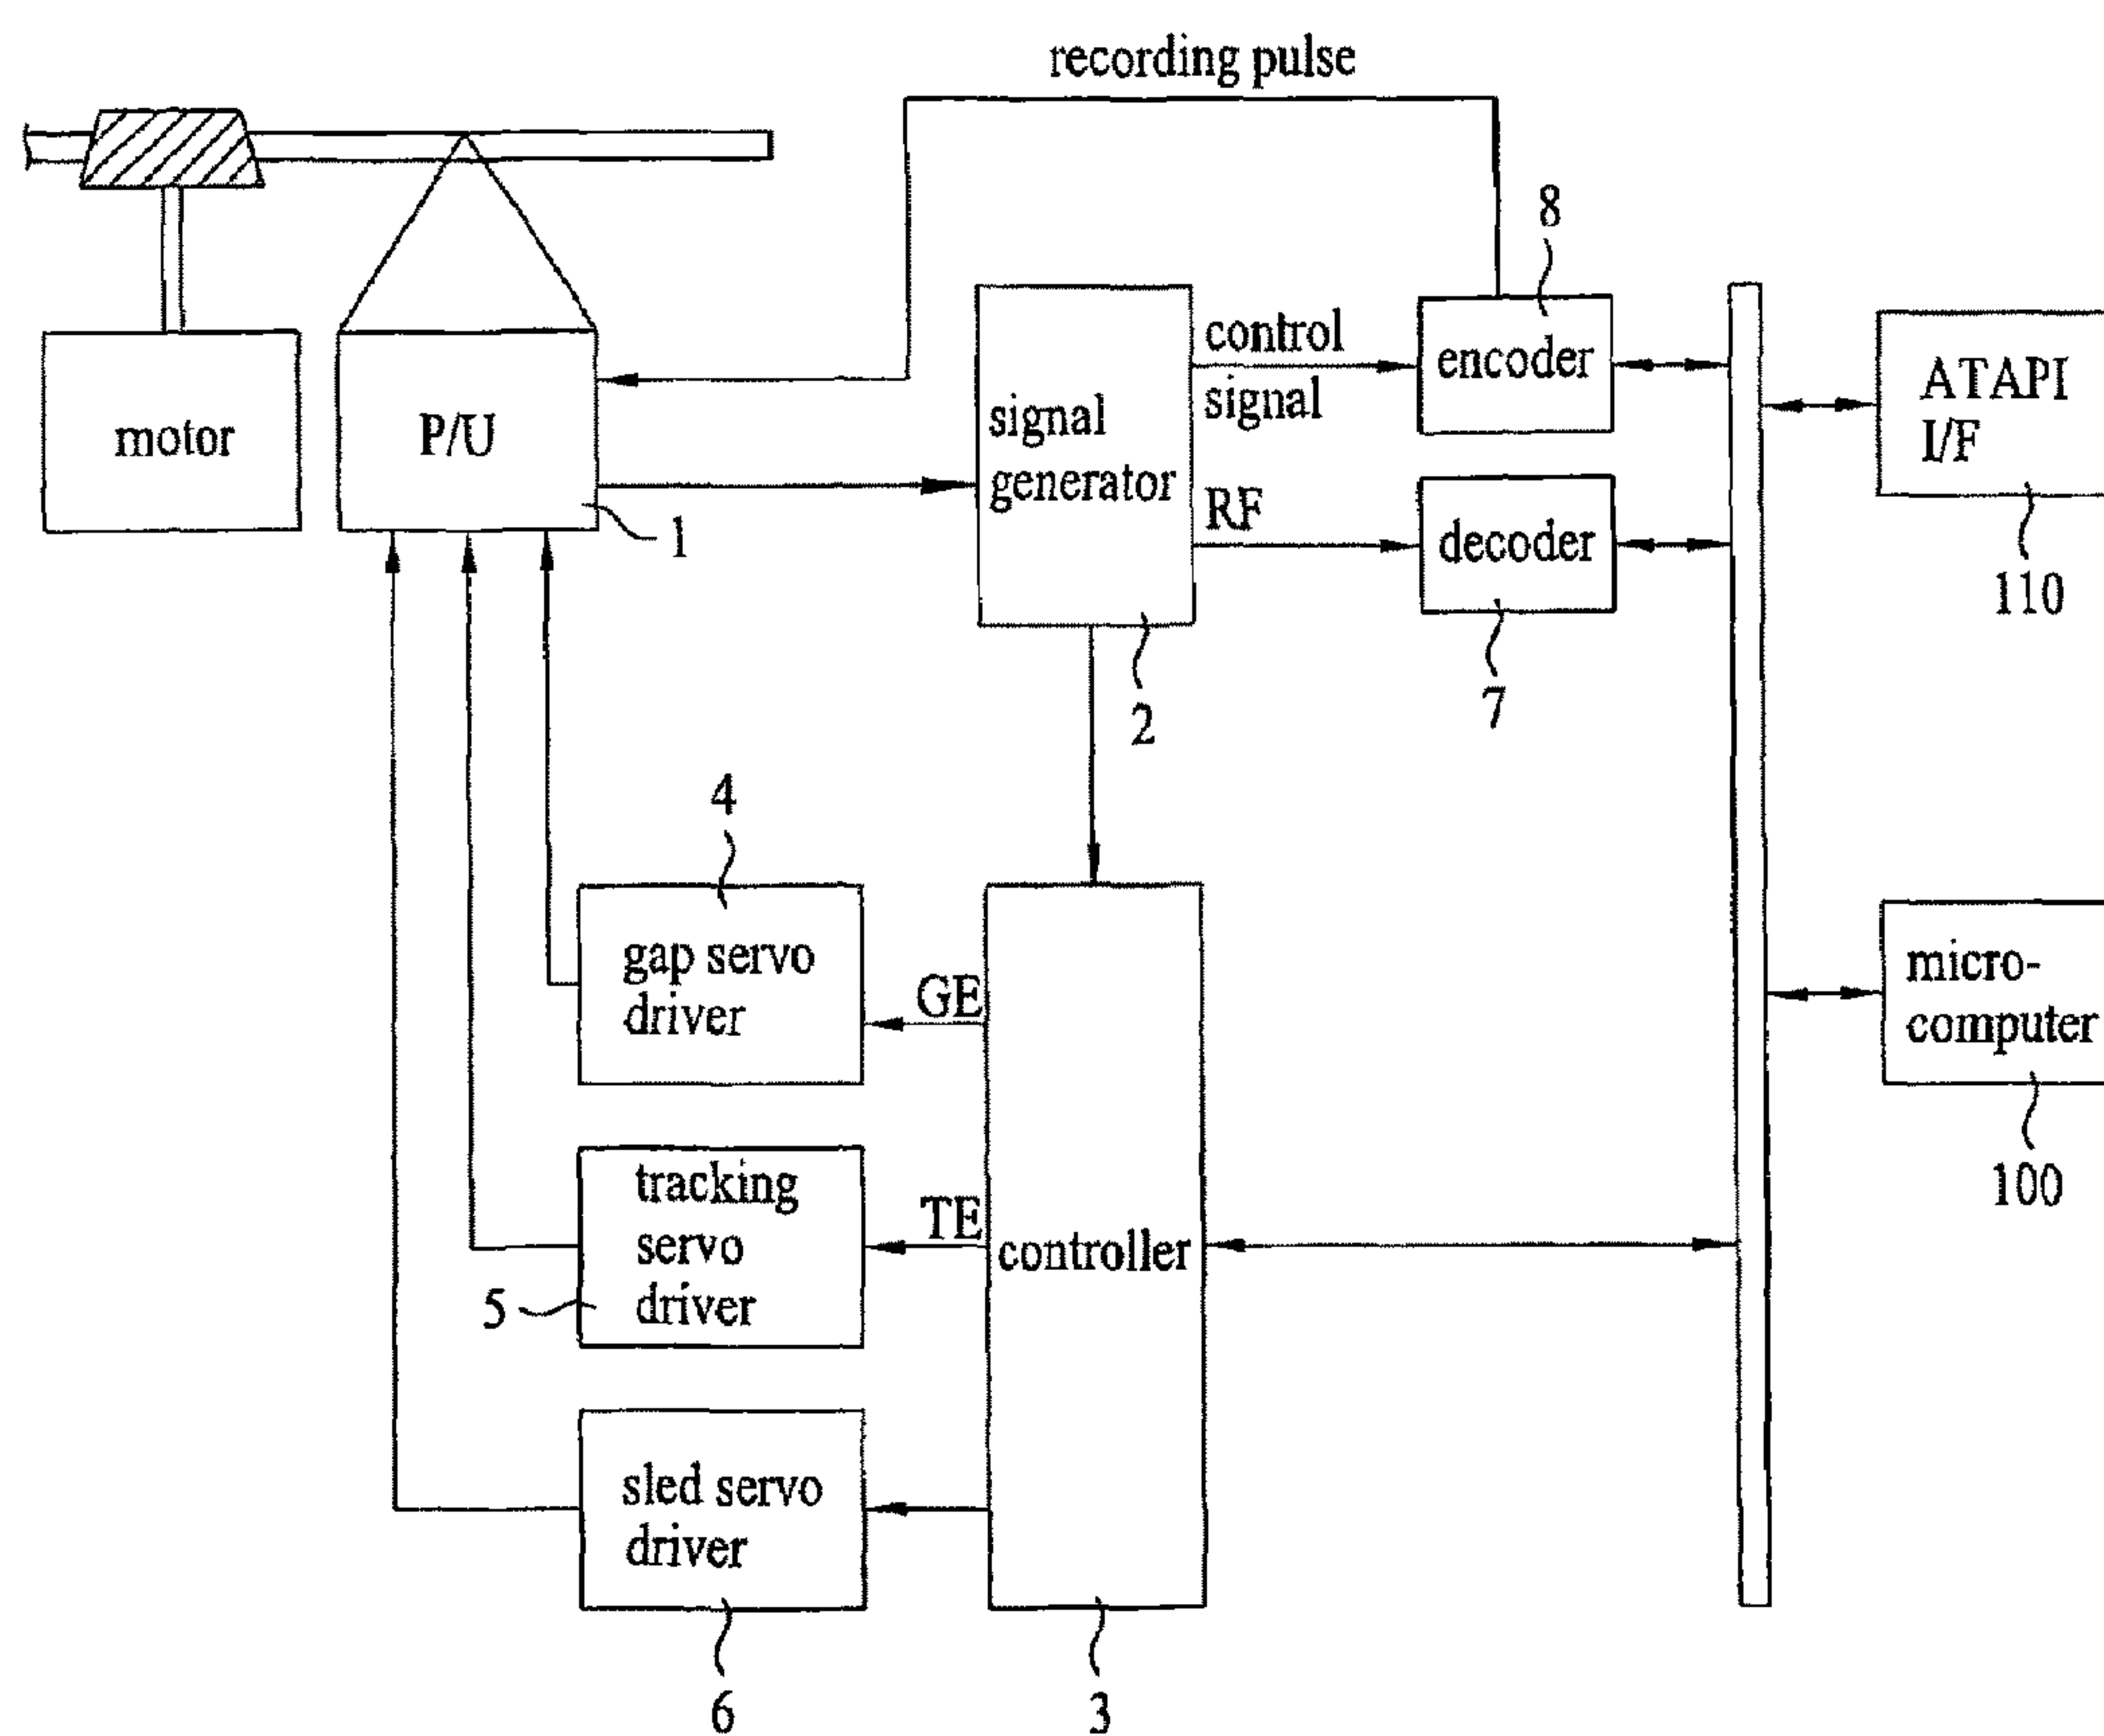 recording pulse
8
control
signal
encoder
ATAPI
I/F
motor
P/U
signal
generator
RF
decoder
1
110
7
2
4
gap servo
driver
GE
micro-
computer
tracking
servo
driver
TE
controller
100
5
sled servo
driver
6
3